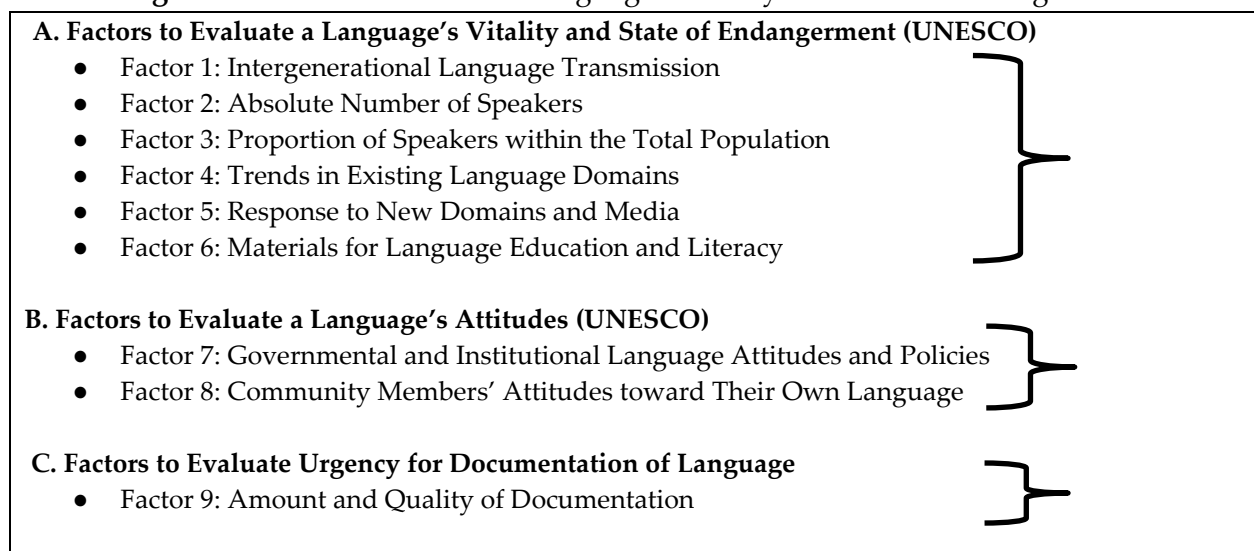 A. Factors to Evaluate a Language’s Vitality and State of Endangerment (UNESCO)
● Factor 1: Intergenerational Language Transmission
● Factor 2: Absolute Number of Speakers
● Factor 3: Proportion of Speakers within the Total Population
● Factor 4: Trends in Existing Language Domains
● Factor 5: Response to New Domains and Media
● Factor 6: Materials for Language Education and Literacy
B. Factors to Evaluate a Language’s Attitudes (UNESCO)
● Factor 7: Governmental and Institutional Language Attitudes and Policies
● Factor 8: Community Members’ Attitudes toward Their Own Language
C. Factors to Evaluate Urgency for Documentation of Language
● Factor 9: Amount and Quality of Documentation